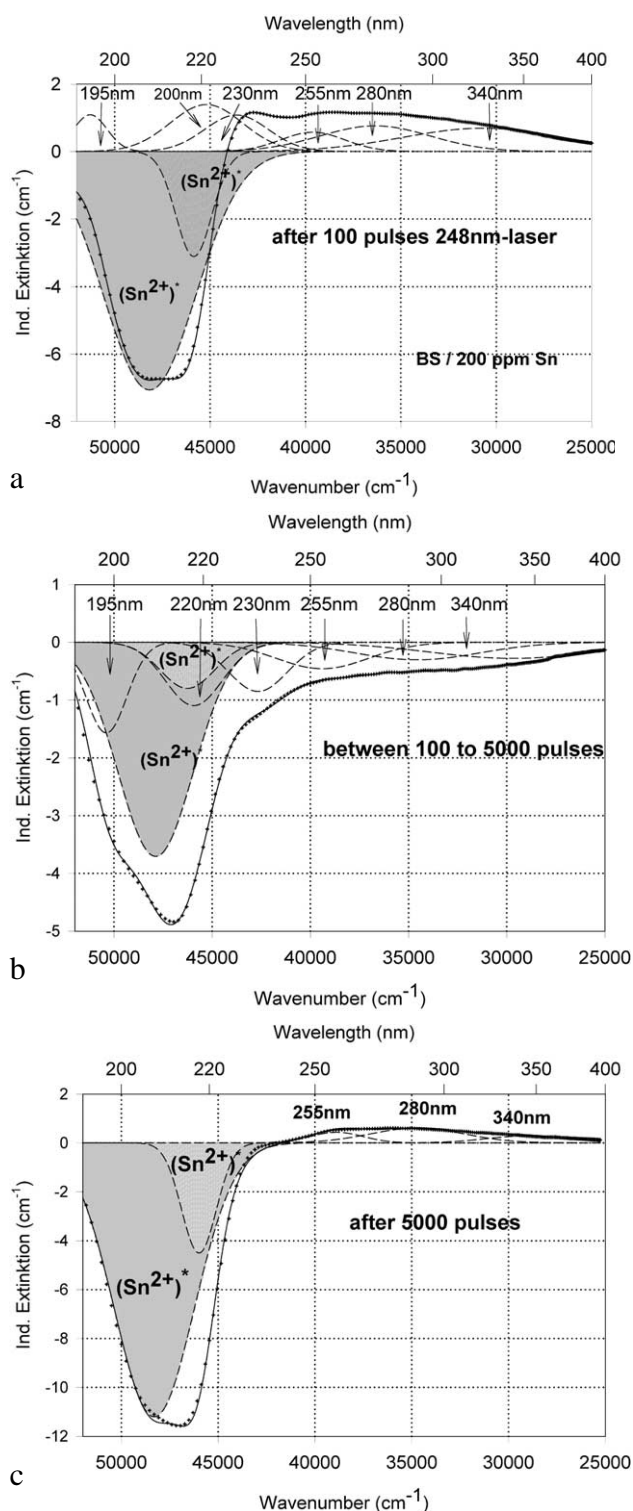 Wavelength (nm)
200 220 250 300 350 400
195nm 200nm 230nm 255nm 280nm 340nm
2
0
-2
-4
-6
-8
Ind. Extinktion (cm-1)
(Sn2+)*
(Sn2+)*
after 100 pulses 248nm-laser
BS / 200 ppm Sn
50000 45000 40000 35000 30000 25000
Wavenumber (cm-1)
a
Wavelength (nm)
200 220 250 300 350 400
195nm 220nm 230nm 255nm 280nm 340nm
1
0
-1
-2
-3
-4
-5
Ind. Extinktion (cm-1)
(Sn2+)*
(Sn2+)
between 100 to 5000 pulses
50000 45000 40000 35000 30000 25000
Wavenumber (cm-1)
b
Wavelength (nm)
200 220 250 300 350 400
255nm 280nm 340nm
2
0
-2
-4
-6
-8
-10
-12
Ind. Extinktion (cm-1)
(Sn2+)*
(Sn2+)*
after 5000 pulses
50000 45000 40000 35000 30000 25000
Wavenumber (cm-1)
c